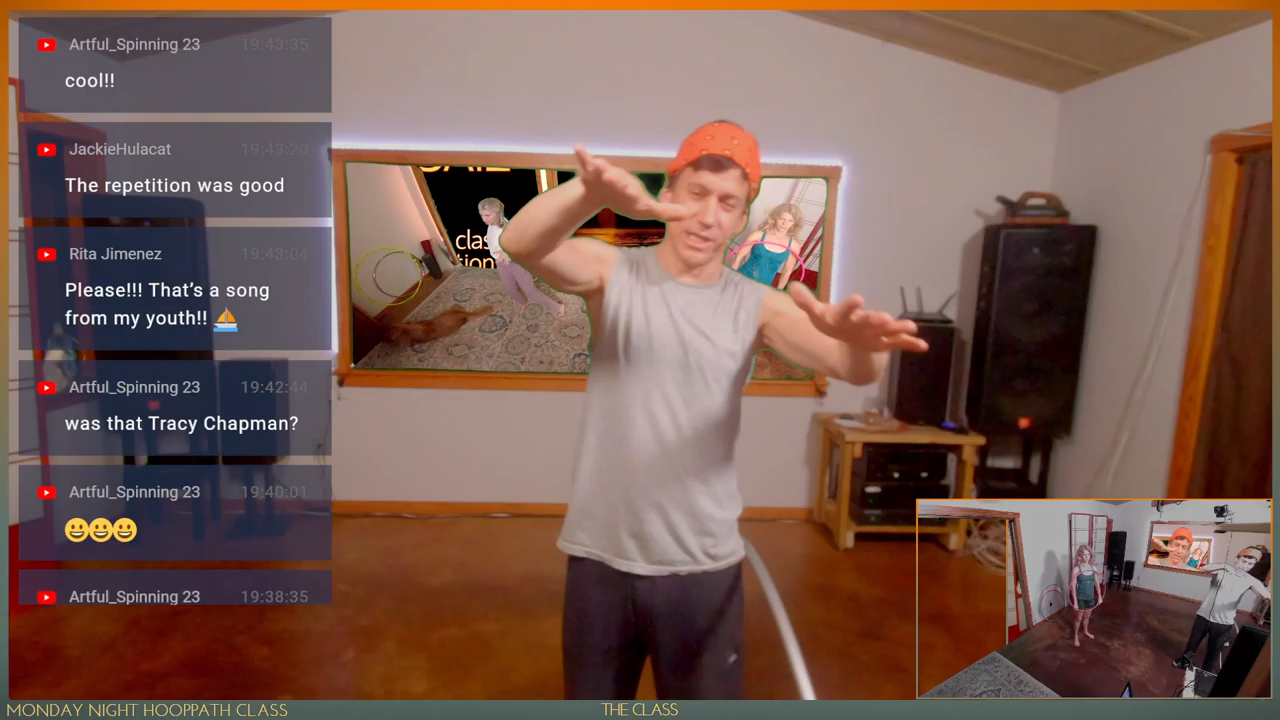 Artful_Spinning 23 19:43:35
cool!!
JackieHulacat 19:43:20
The repetition was good
Rita Jimenez 19:43:04
Please!!! That's a song
from my youth!! ⛵
Artful_Spinning 23 19:42:44
was that Tracy Chapman?
Artful_Spinning 23 19:40:01
😀😀😀
Artful_Spinning 23 19:38:35
MONDAY NIGHT HOOPPATH CLASS
THE CLASS